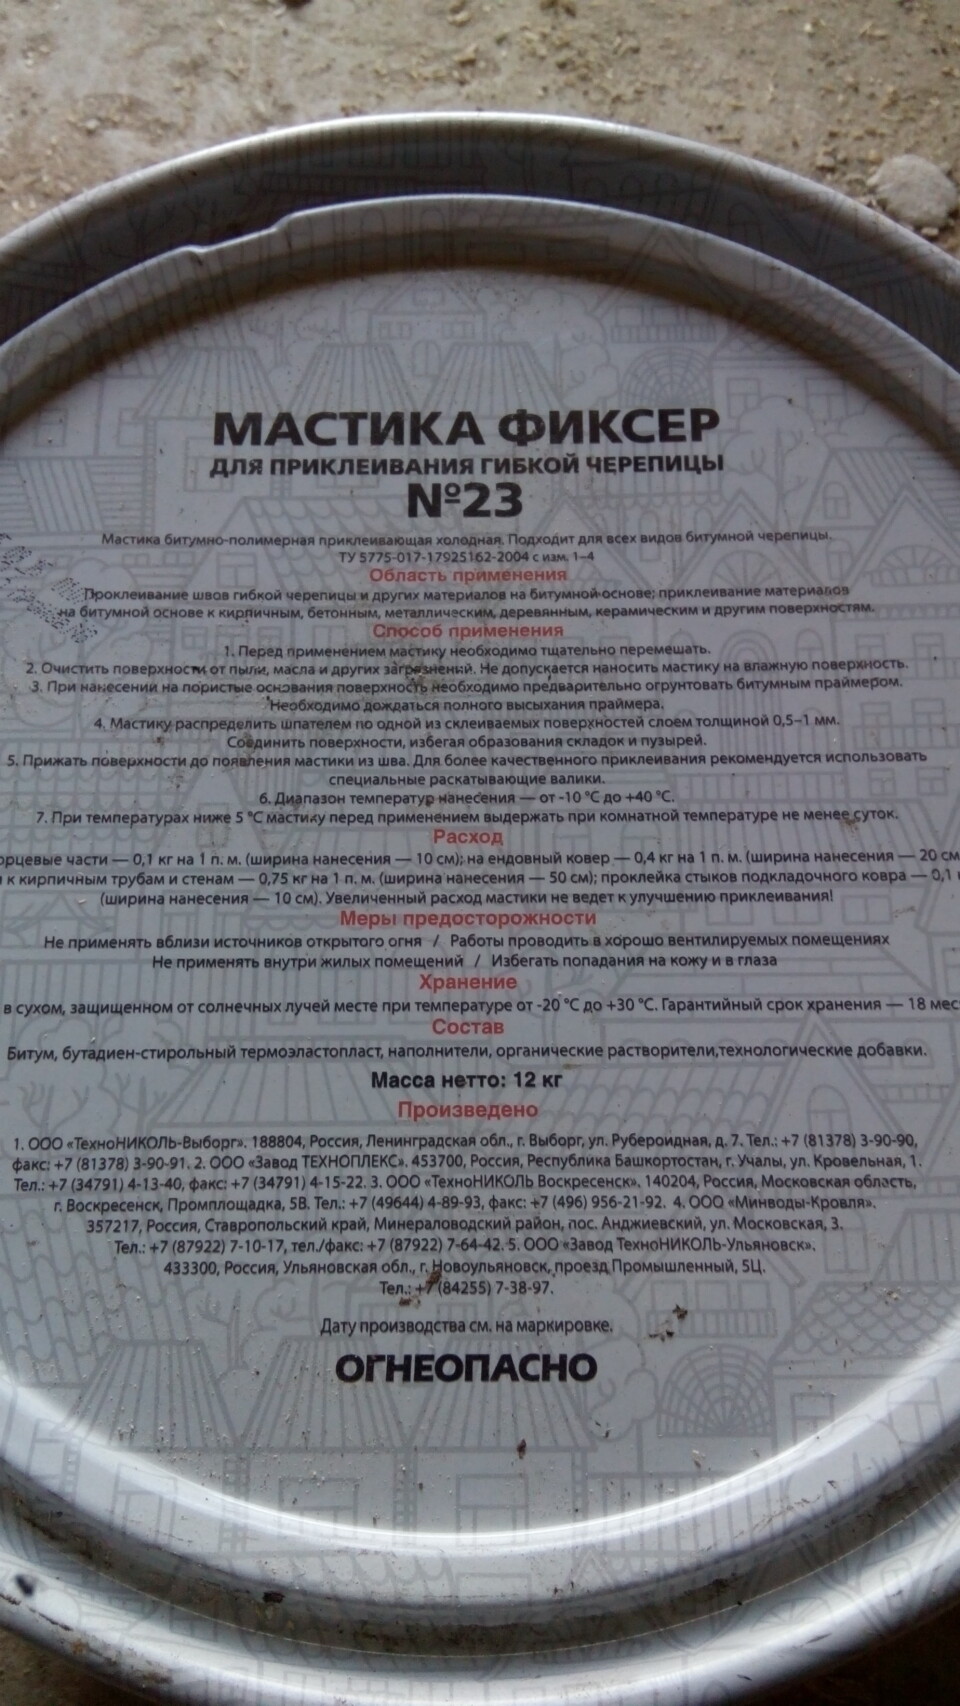 МАСТИКА ФИКСЕР
ДЛЯ ПРИКЛЕИВАНИЯ ГИБКОЙ ЧЕРЕПИЦЫ
№23
Мастика битумно-полимерная приклеивающая холодная. Подходит для всех видов битумной черепицы.
ТУ 5775-017-17925162-2004 с изм. 1–4
Область применения
Проклеивание швов гибкой черепицы и других материалов на битумной основе; приклеивание материалов
на битумной основе к кирпичным, бетонным, металлическим, деревянным, керамическим и другим поверхностям.
Способ применения
1. Перед применением мастику необходимо тщательно перемешать.
2. Очистить поверхности от пыли, масла и других загрязнений. Не допускается наносить мастику на влажную поверхность.
3. При нанесении на пористые основания поверхность необходимо предварительно огрунтовать битумным праймером.
Необходимо дождаться полного высыхания праймера.
4. Мастику распределить шпателем по одной из склеиваемых поверхностей слоем толщиной 0,5–1 мм.
Соединить поверхности, избегая образования складок и пузырей.
5. Прижать поверхности до появления мастики из шва. Для более качественного приклеивания рекомендуется использовать
специальные раскатывающие валики.
6. Диапазон температур нанесения — от -10 °C до +40 °C.
7. При температурах ниже 5 °C мастику перед применением выдержать при комнатной температуре не менее суток.
Расход
орцевые части — 0,1 кг на 1 п. м. (ширина нанесения — 10 см); на ендовный ковер — 0,4 кг на 1 п. м. (ширина нанесения — 20 см
к кирпичным трубам и стенам — 0,75 кг на 1 п. м. (ширина нанесения — 50 см); проклейка стыков подкладочного ковра — 0,1
(ширина нанесения — 10 см). Увеличенный расход мастики не ведет к улучшению приклеивания!
Меры предосторожности
Не применять вблизи источников открытого огня / Работы проводить в хорошо вентилируемых помещениях
Не применять внутри жилых помещений / Избегать попадания на кожу и в глаза
Хранение
в сухом, защищенном от солнечных лучей месте при температуре от -20 °C до +30 °C. Гарантийный срок хранения — 18 мес
Состав
Битум, бутадиен-стирольный термоэластопласт, наполнители, органические растворители,технологические добавки.
Масса нетто: 12 кг
Произведено
1. ООО «ТехноНИКОЛЬ-Выборг». 188804, Россия, Ленинградская обл., г. Выборг, ул. Рубероидная, д. 7. Тел.: +7 (81378) 3-90-90,
факс: +7 (81378) 3-90-91. 2. ООО «Завод ТЕХНОПЛЕКС». 453700, Россия, Республика Башкортостан, г. Учалы, ул. Кровельная, 1.
Тел.: +7 (34791) 4-13-40, факс: +7 (34791) 4-15-22. 3. ООО «ТехноНИКОЛЬ Воскресенск». 140204, Россия, Московская область,
г. Воскресенск, Промплощадка, 5В. Тел.: +7 (49644) 4-89-93, факс: +7 (496) 956-21-92. 4. ООО «Минводы-Кровля».
357217, Россия, Ставропольский край, Минераловодский район, пос. Анджиевский, ул. Московская, 3.
Тел.: +7 (87922) 7-10-17, тел./факс: +7 (87922) 7-64-42. 5. ООО «Завод ТехноНИКОЛЬ-Ульяновск».
433300, Россия, Ульяновская обл., г. Новоульяновск, проезд Промышленный, 5Ц.
Тел.: +7 (84255) 7-38-97.
Дату производства см. на маркировке.
ОГНЕОПАСНО